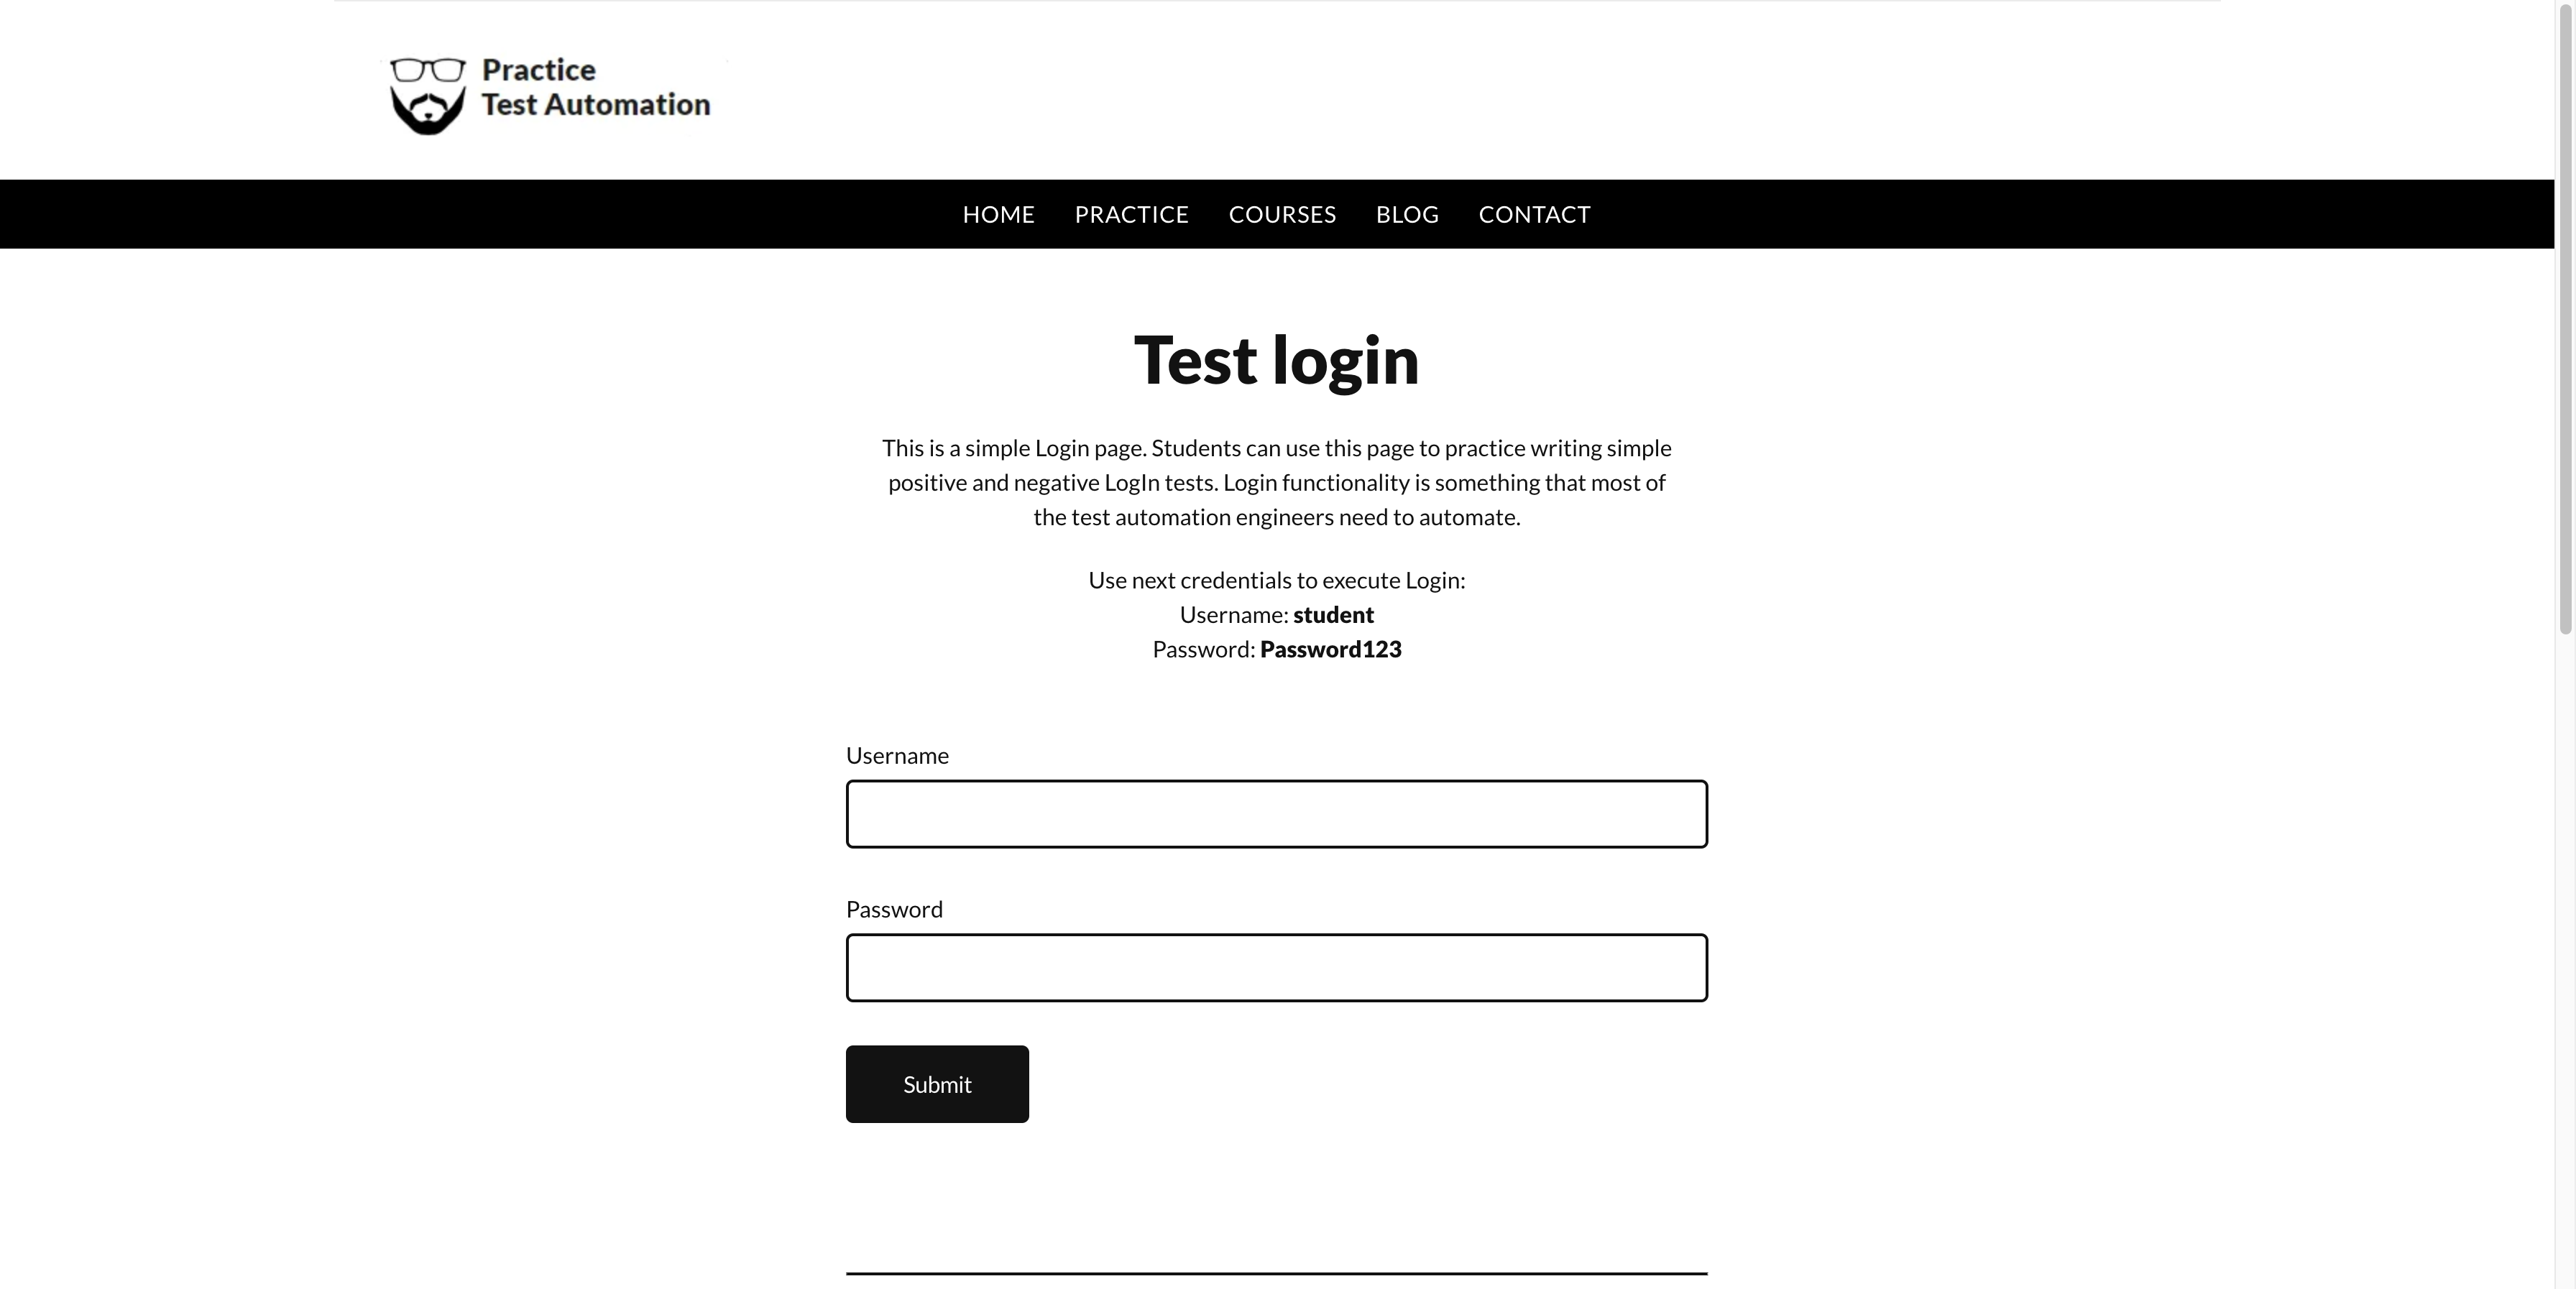 Practice
Test Automation
HOME PRACTICE COURSES BLOG CONTACT
Test login
This is a simple Login page. Students can use this page to practice writing simple
positive and negative LogIn tests. Login functionality is something that most of
the test automation engineers need to automate.
Use next credentials to execute Login:
Username: student
Password: Password123
Username
Password
Submit